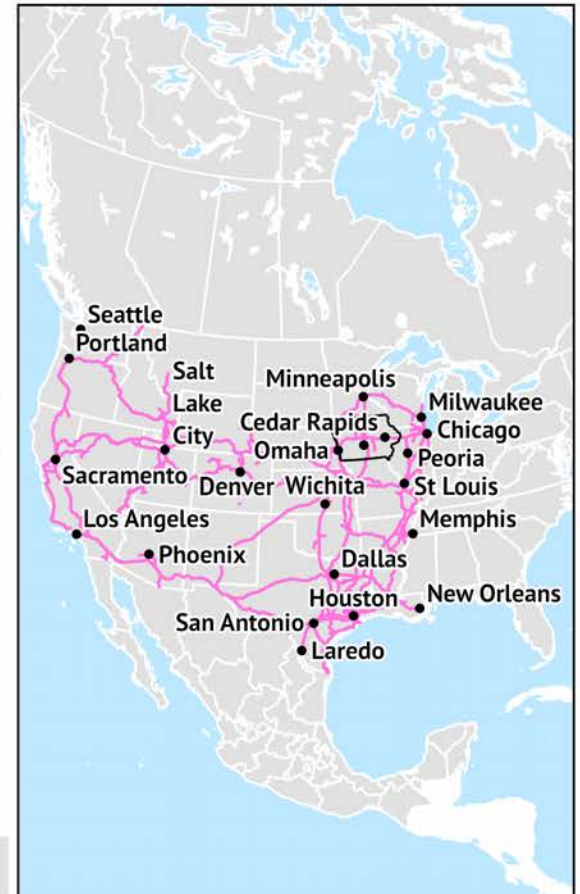 Seattle
Portland
Salt
Lake
City
Minneapolis
Milwaukee
Cedar Rapids
Chicago
Omaha
Peoria
Sacramento
Denver
Wichita
St Louis
Los Angeles
Memphis
Phoenix
Dallas
Houston
New Orleans
San Antonio
Laredo